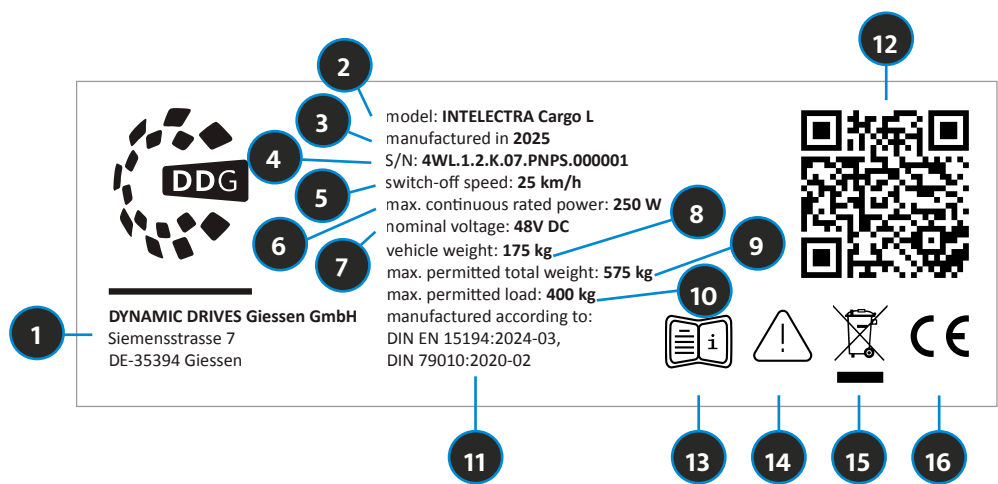 12
2
model: INTELECTRA Cargo L
3
manufactured in 2025
4
S/N: 4WL.1.2.K.07.PNPS.000001
5
switch-off speed: 25 km/h
max. continuous rated power: 250 W
8
6
nominal voltage: 48V DC
7
vehicle weight: 175 kg
9
max. permitted total weight: 575 kg
max. permitted load: 400 kg
10
DDG
1
DYNAMIC DRIVES Giessen GmbH
Siemensstrasse 7
DE-35394 Giessen
manufactured according to:
DIN EN 15194:2024-03,
DIN 79010:2020-02
i
!
CE
11
13
14
15
16